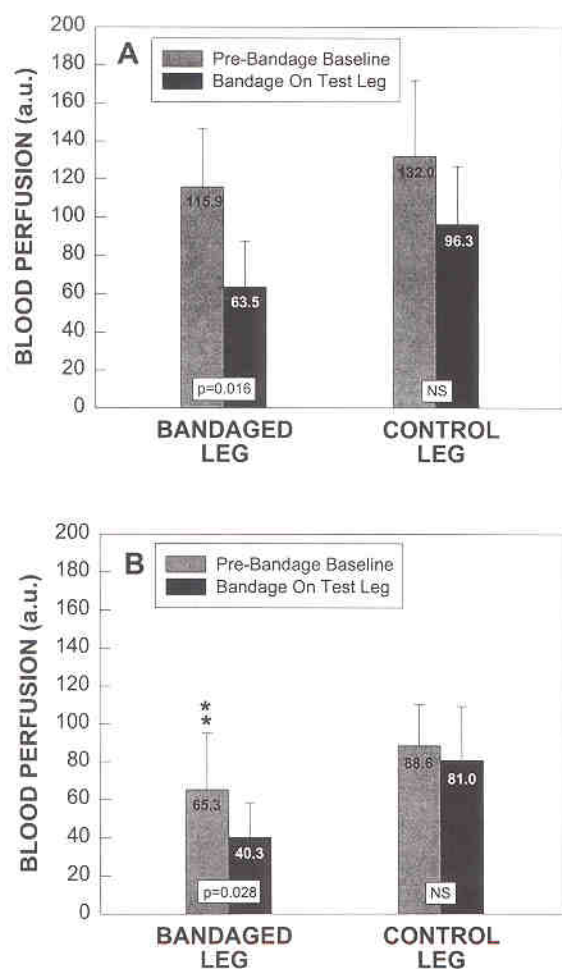 BLOOD PERFUSION (a.u.)
200
180
160
140
120
100
80
60
40
20
0
A
Pre-Bandage Baseline
Bandage On Test Leg
115.9
63.5
132.0
96.3
p=0.016
NS
BANDAGED
LEG
CONTROL
LEG
BLOOD PERFUSION (a.u.)
200
180
160
140
120
100
80
60
40
20
0
B
Pre-Bandage Baseline
Bandage On Test Leg
**
65.3
40.3
88.6
81.0
p=0.028
NS
BANDAGED
LEG
CONTROL
LEG